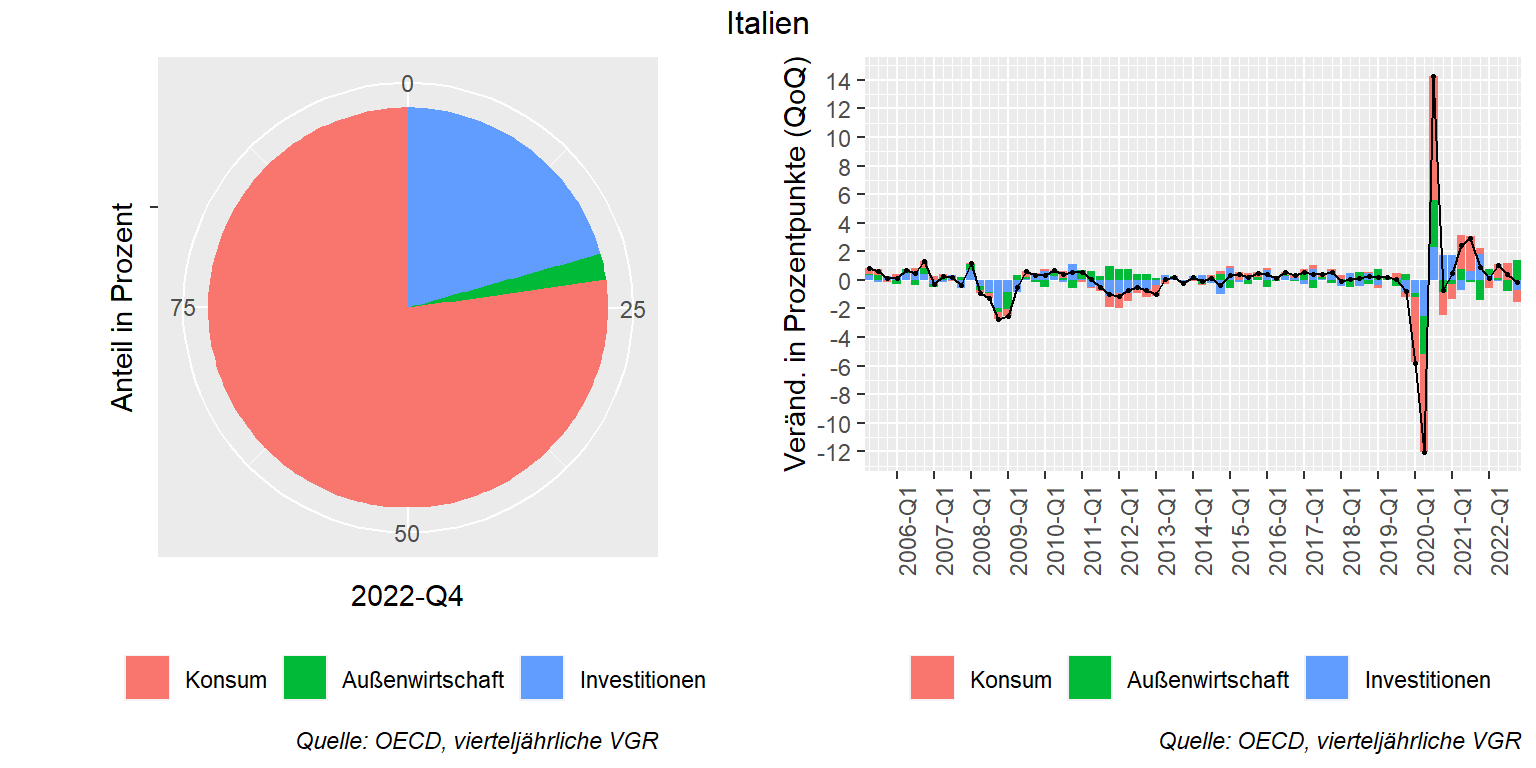 Italien
Anteil in Prozent
0
25
50
75
2022-Q4
Konsum
Außenwirtschaft
Investitionen
Quelle: OECD, vierteljährliche VGR
Veränd. in Prozentpunkte (QoQ)
14
12
10
8
6
4
2
0
-2
-4
-6
-8
-10
-12
2006-Q1
2007-Q1
2008-Q1
2009-Q1
2010-Q1
2011-Q1
2012-Q1
2013-Q1
2014-Q1
2015-Q1
2016-Q1
2017-Q1
2018-Q1
2019-Q1
2020-Q1
2021-Q1
2022-Q1
Konsum
Außenwirtschaft
Investitionen
Quelle: OECD, vierteljährliche VGR